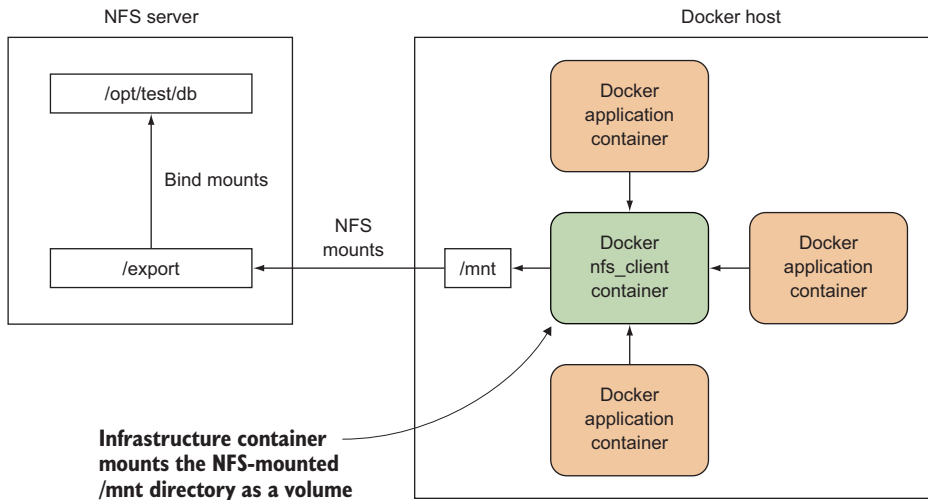 NFS server
Docker host
/opt/test/db
Bind mounts
/export
NFS
mounts
/mnt
Docker
application
container
Docker
nfs_client
container
Docker
application
container
Docker
application
container
Infrastructure container
mounts the NFS-mounted
/mnt directory as a volume